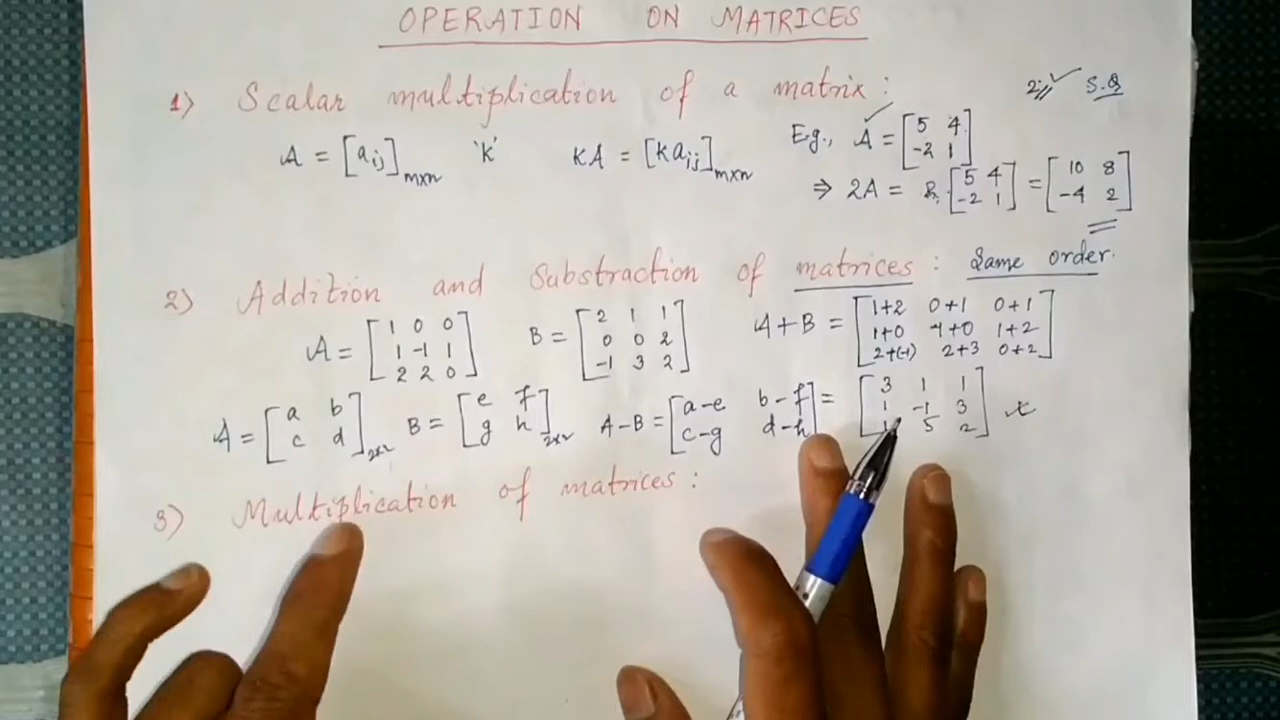 OPERATION ON MATRICES
1) Scalar multiplication of a matrix : 2ij ✓ S.Q
A = [aij]mxn 'K' KA = [Kaij]mxn Eg., A = [5 4 -2 1]
⇒ 2A = 2.[5 4 -2 1] = [10 8 -4 2]
2) Addition and Substraction of matrices : Same order.
A = [1 0 0 1 -1 1 2 2 0] B = [2 1 1 0 0 2 -1 3 2] A+B = [1+2 0+1 0+1 1+0 -1+0 1+2 2+(-1) 2+3 0+2]
A = [a b c d]2x2 B = [e f g h]2x2 A-B = [a-e b-f c-g d-h] = [3 1 1 1 -1 3 1 5 2]
3) Multiplication of matrices :